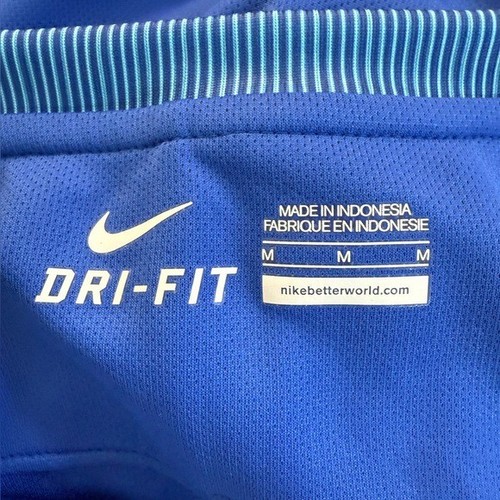 DRI-FIT
MADE IN INDONESIA
FABRIQUE EN INDONESIE
M M M
nikebetterworld.com